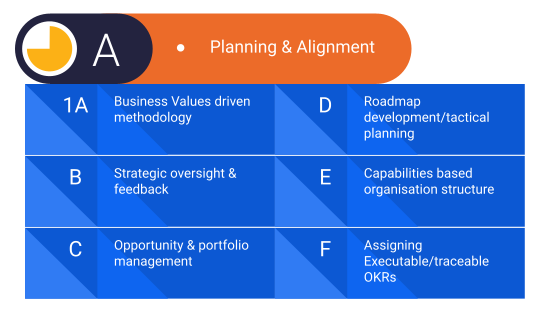 A
• Planning & Alignment
1A
Business Values driven
methodology
B
Strategic oversight &
feedback
C
Opportunity & portfolio
management
D
Roadmap
development/tactical
planning
E
Capabilities based
organisation structure
F
Assigning
Executable/traceable
OKRs